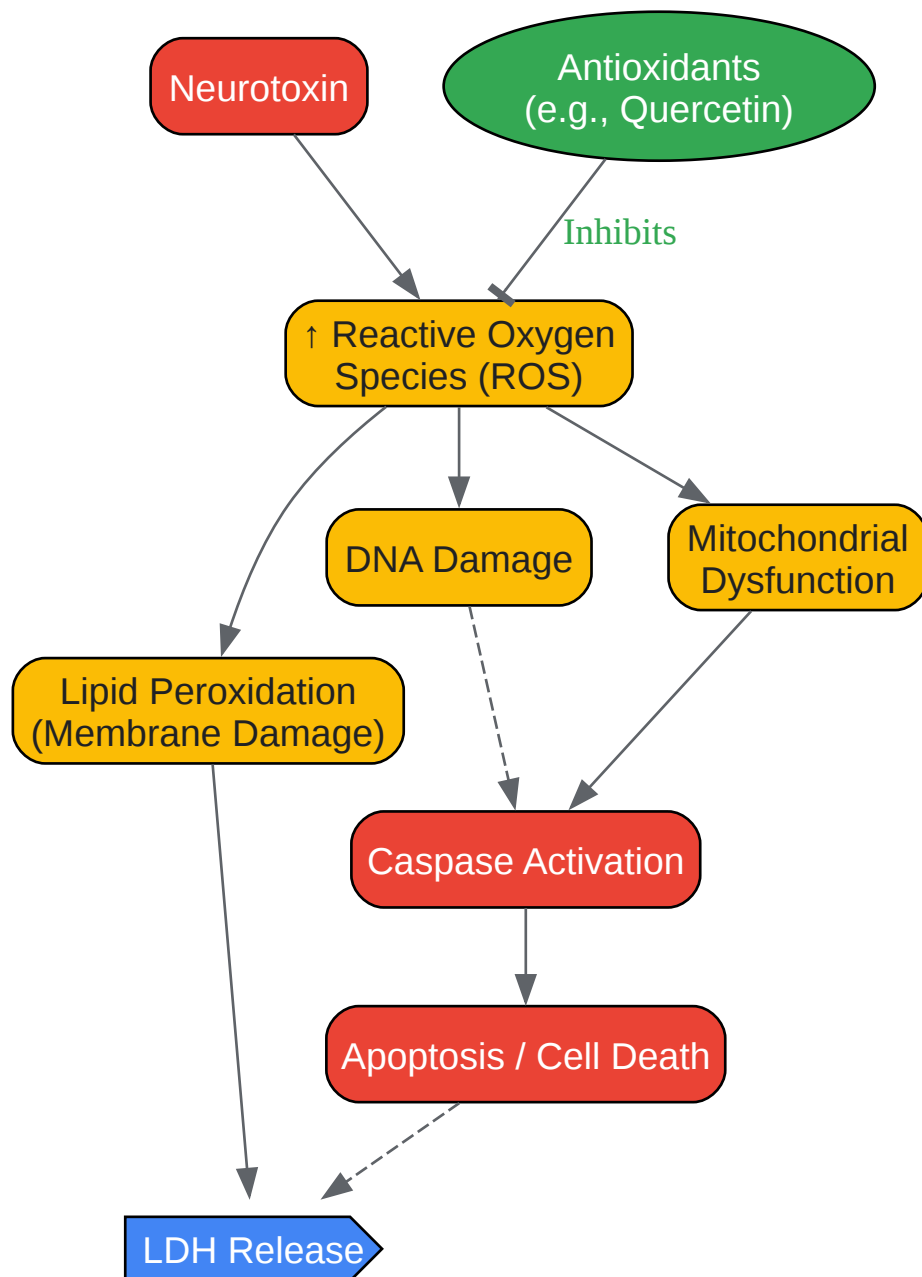 Neurotoxin
Antioxidants
(e.g., Quercetin)
Inhibits
↑ Reactive Oxygen
Species (ROS)
DNA Damage
Mitochondrial
Dysfunction
Lipid Peroxidation
(Membrane Damage)
Caspase Activation
Apoptosis / Cell Death
LDH Release